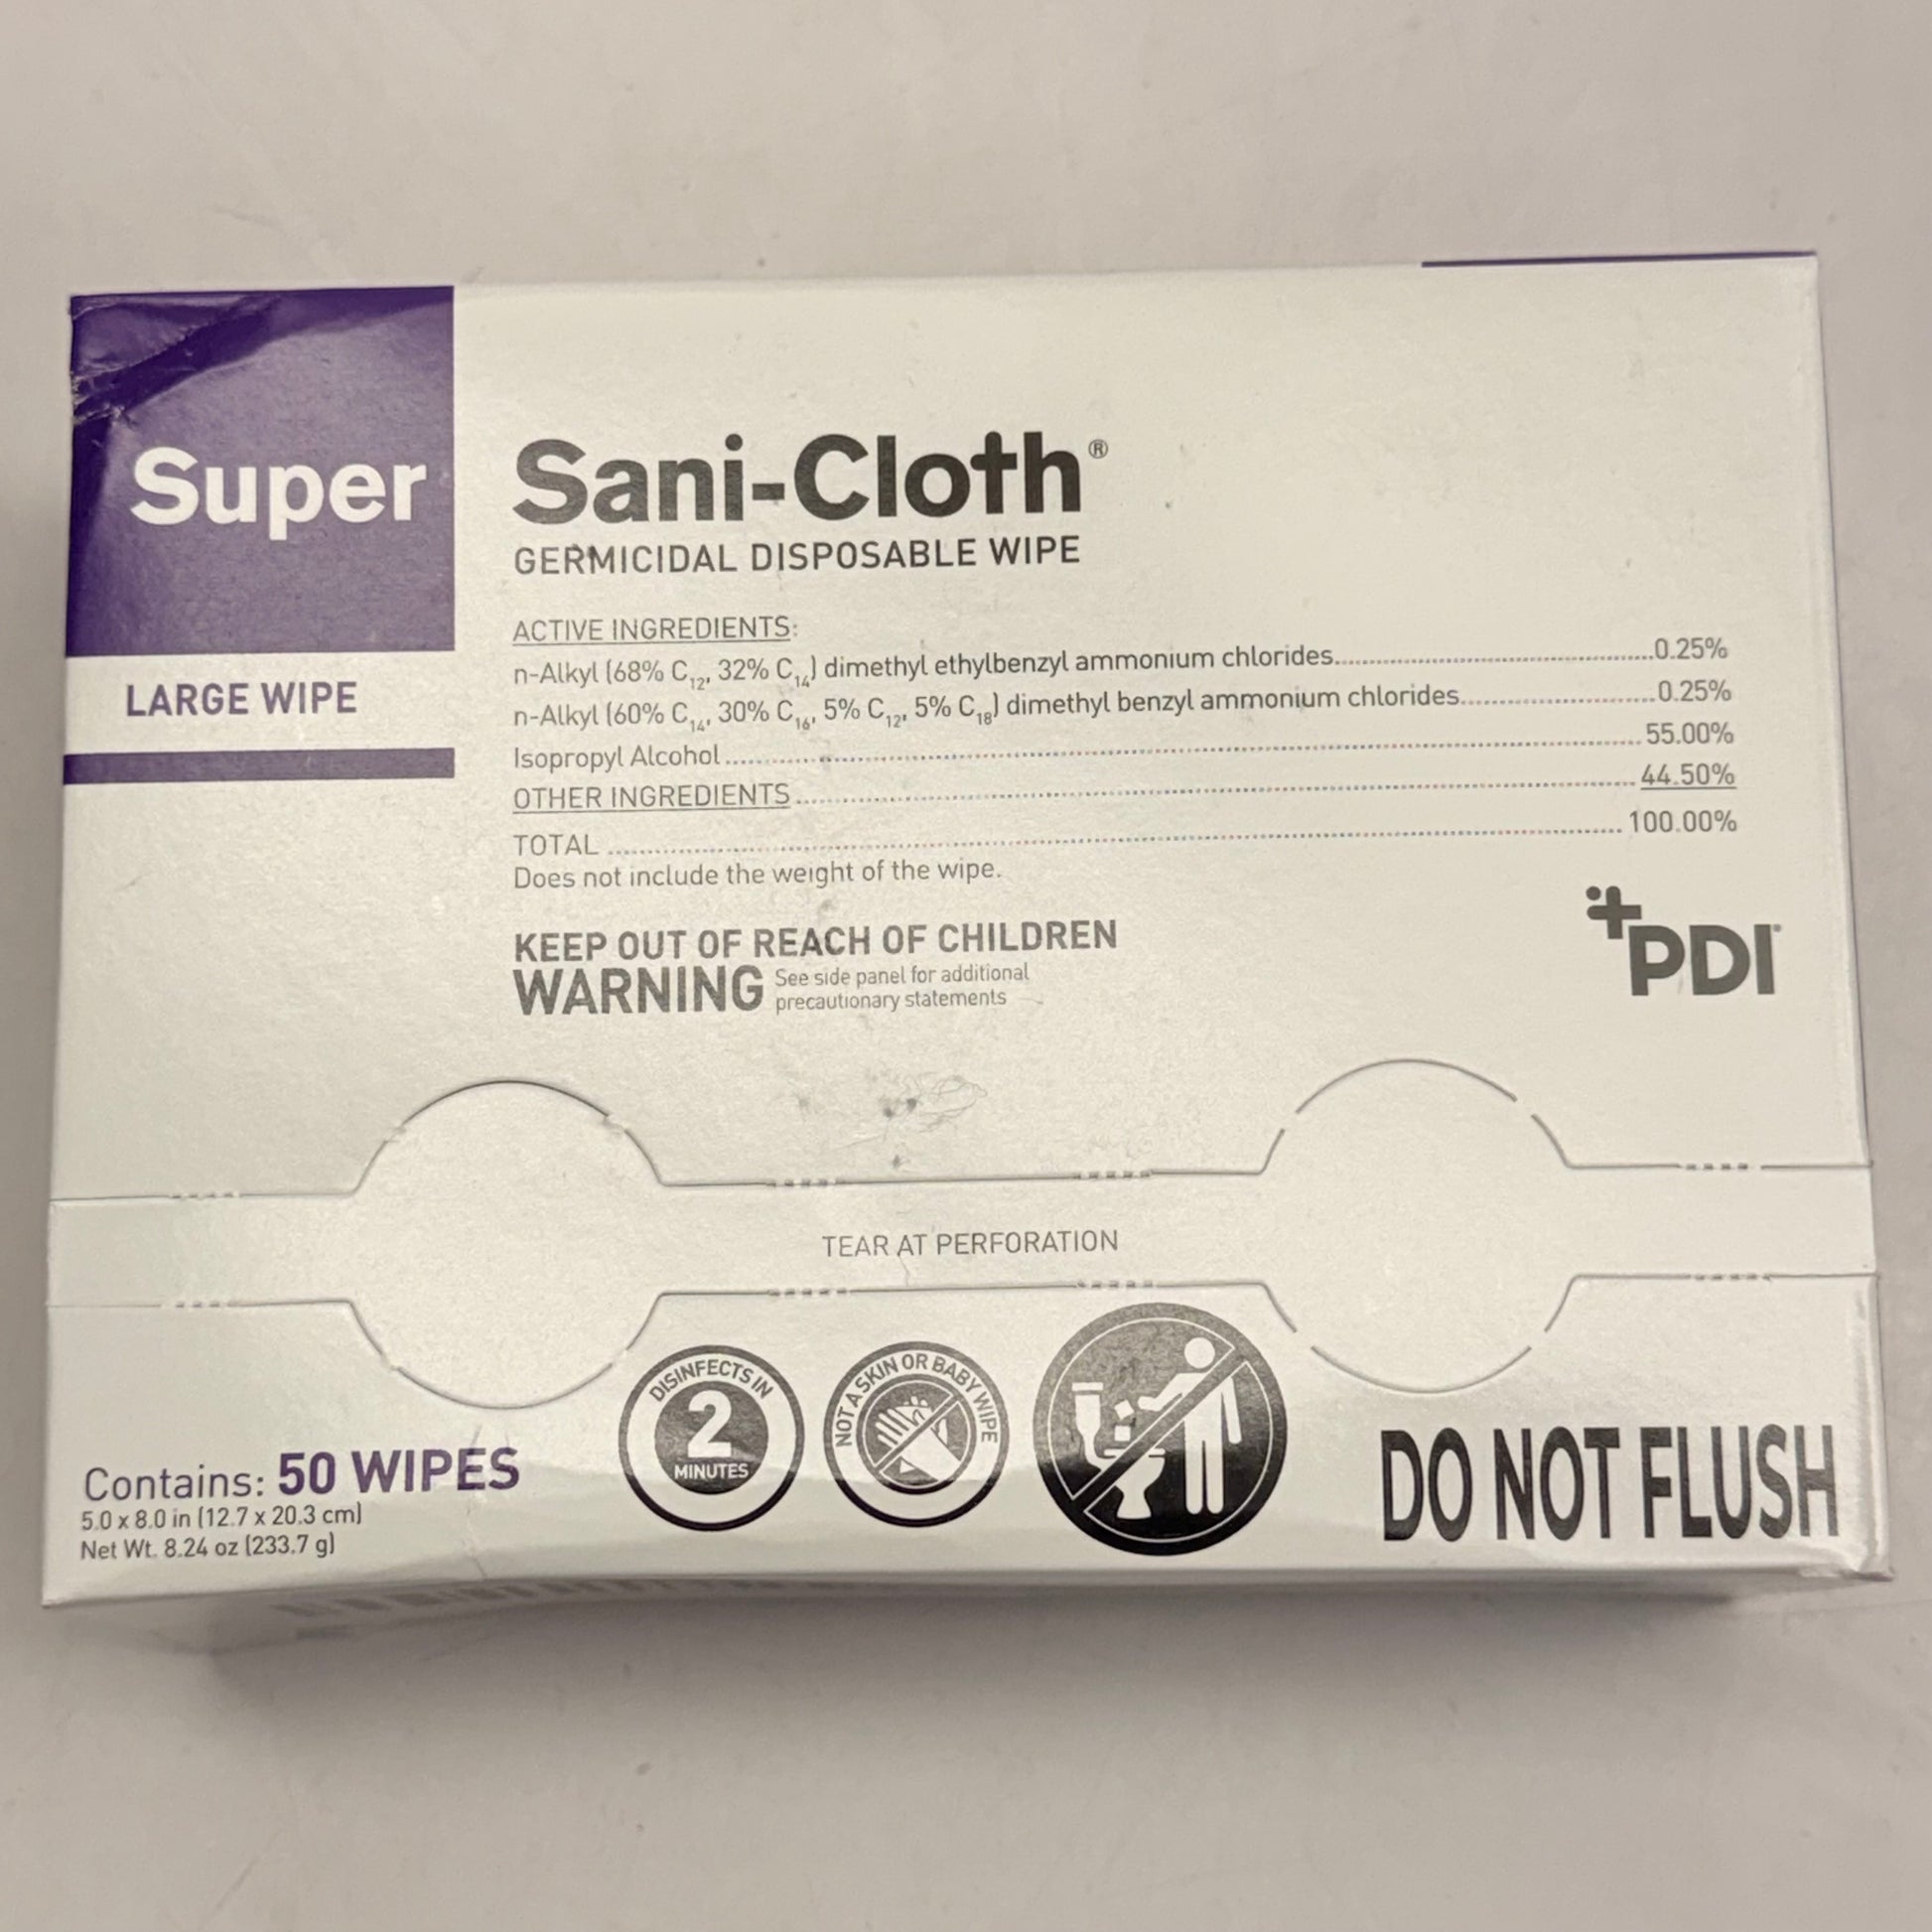 Super
LARGE WIPE
Sani-Cloth®
GERMICIDAL DISPOSABLE WIPE
ACTIVE INGREDIENTS:
n-Alkyl (68% C12, 32% C14) dimethyl ethylbenzyl ammonium chlorides..........0.25%
n-Alkyl (60% C14, 30% C16, 5% C12, 5% C18) dimethyl benzyl ammonium chlorides..........0.25%
Isopropyl Alcohol..........55.00%
OTHER INGREDIENTS..........44.50%
TOTAL..........100.00%
Does not include the weight of the wipe.
KEEP OUT OF REACH OF CHILDREN
WARNING See side panel for additional
precautionary statements
PDI
TEAR AT PERFORATION
DISINFECTS IN
2
MINUTES
NOT A SKIN OR BABY WIPE
DO NOT FLUSH
Contains: 50 WIPES
5.0 x 8.0 in (12.7 x 20.3 cm)
Net Wt. 8.24 oz (233.7 g)